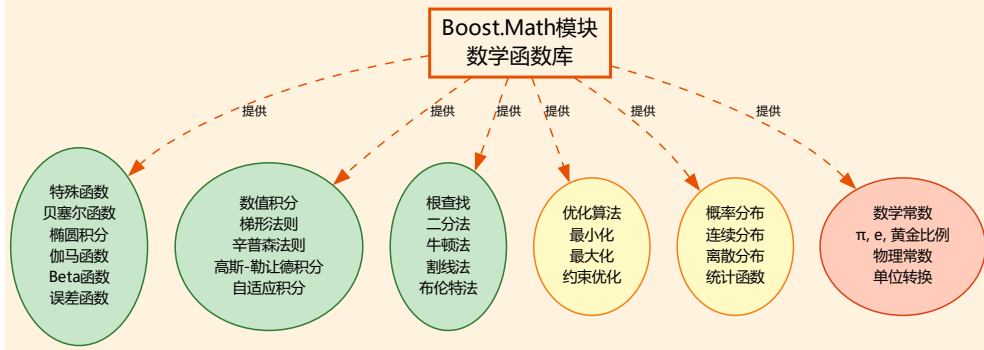 Boost.Math模块
数学函数库
提供
提供
提供
提供
提供
提供
特殊函数
贝塞尔函数
椭圆积分
伽马函数
Beta函数
误差函数
数值积分
梯形法则
辛普森法则
高斯-勒让德积分
自适应积分
根查找
二分法
牛顿法
割线法
布伦特法
优化算法
最小化
最大化
约束优化
概率分布
连续分布
离散分布
统计函数
数学常数
π, e, 黄金比例
物理常数
单位转换